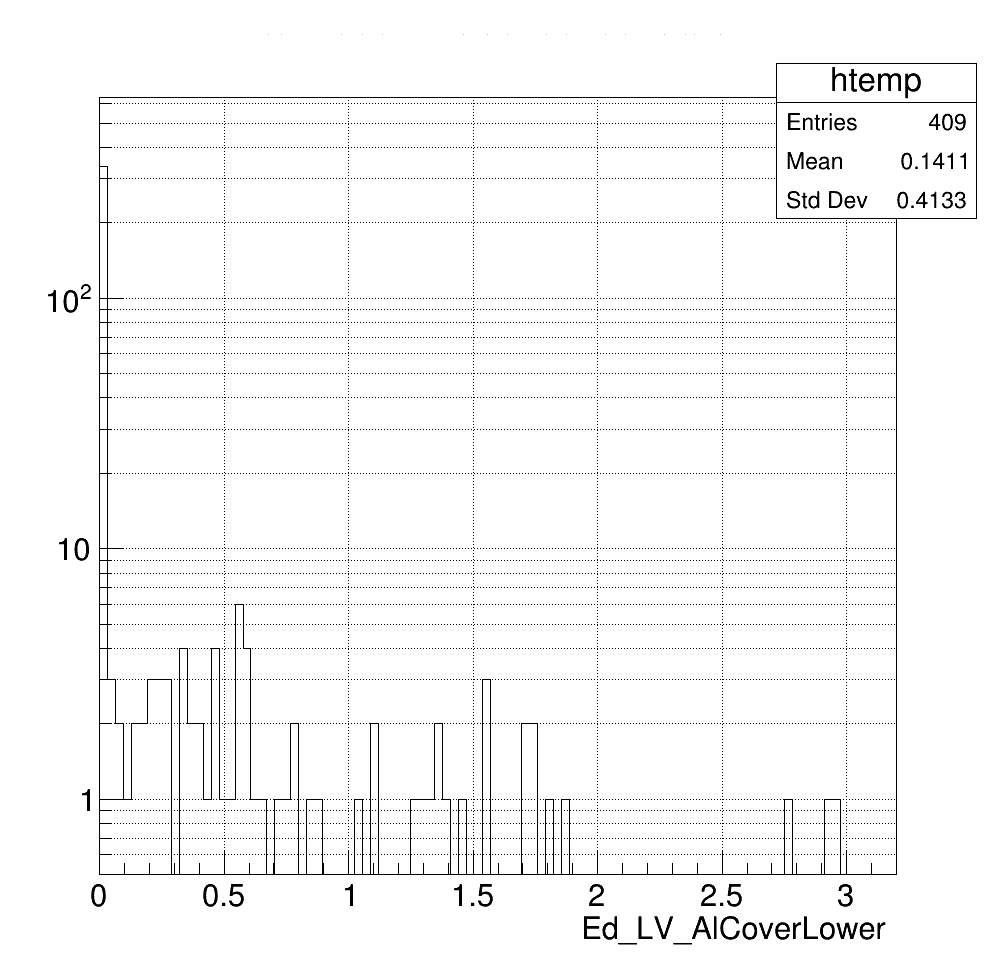 htemp
Entries 409
Mean 0.1411
Std Dev 0.4133
10²
10
1
0 0.5 1 1.5 2 2.5 3
Ed_LV_AlCoverLower